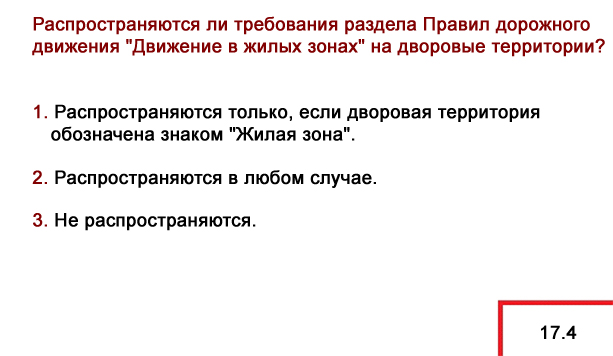 Распространяются ли требования раздела Правил дорожного
движения "Движение в жилых зонах" на дворовые территории?
1. Распространяются только, если дворовая территория
обозначена знаком "Жилая зона".
2. Распространяются в любом случае.
3. Не распространяются.
17.4